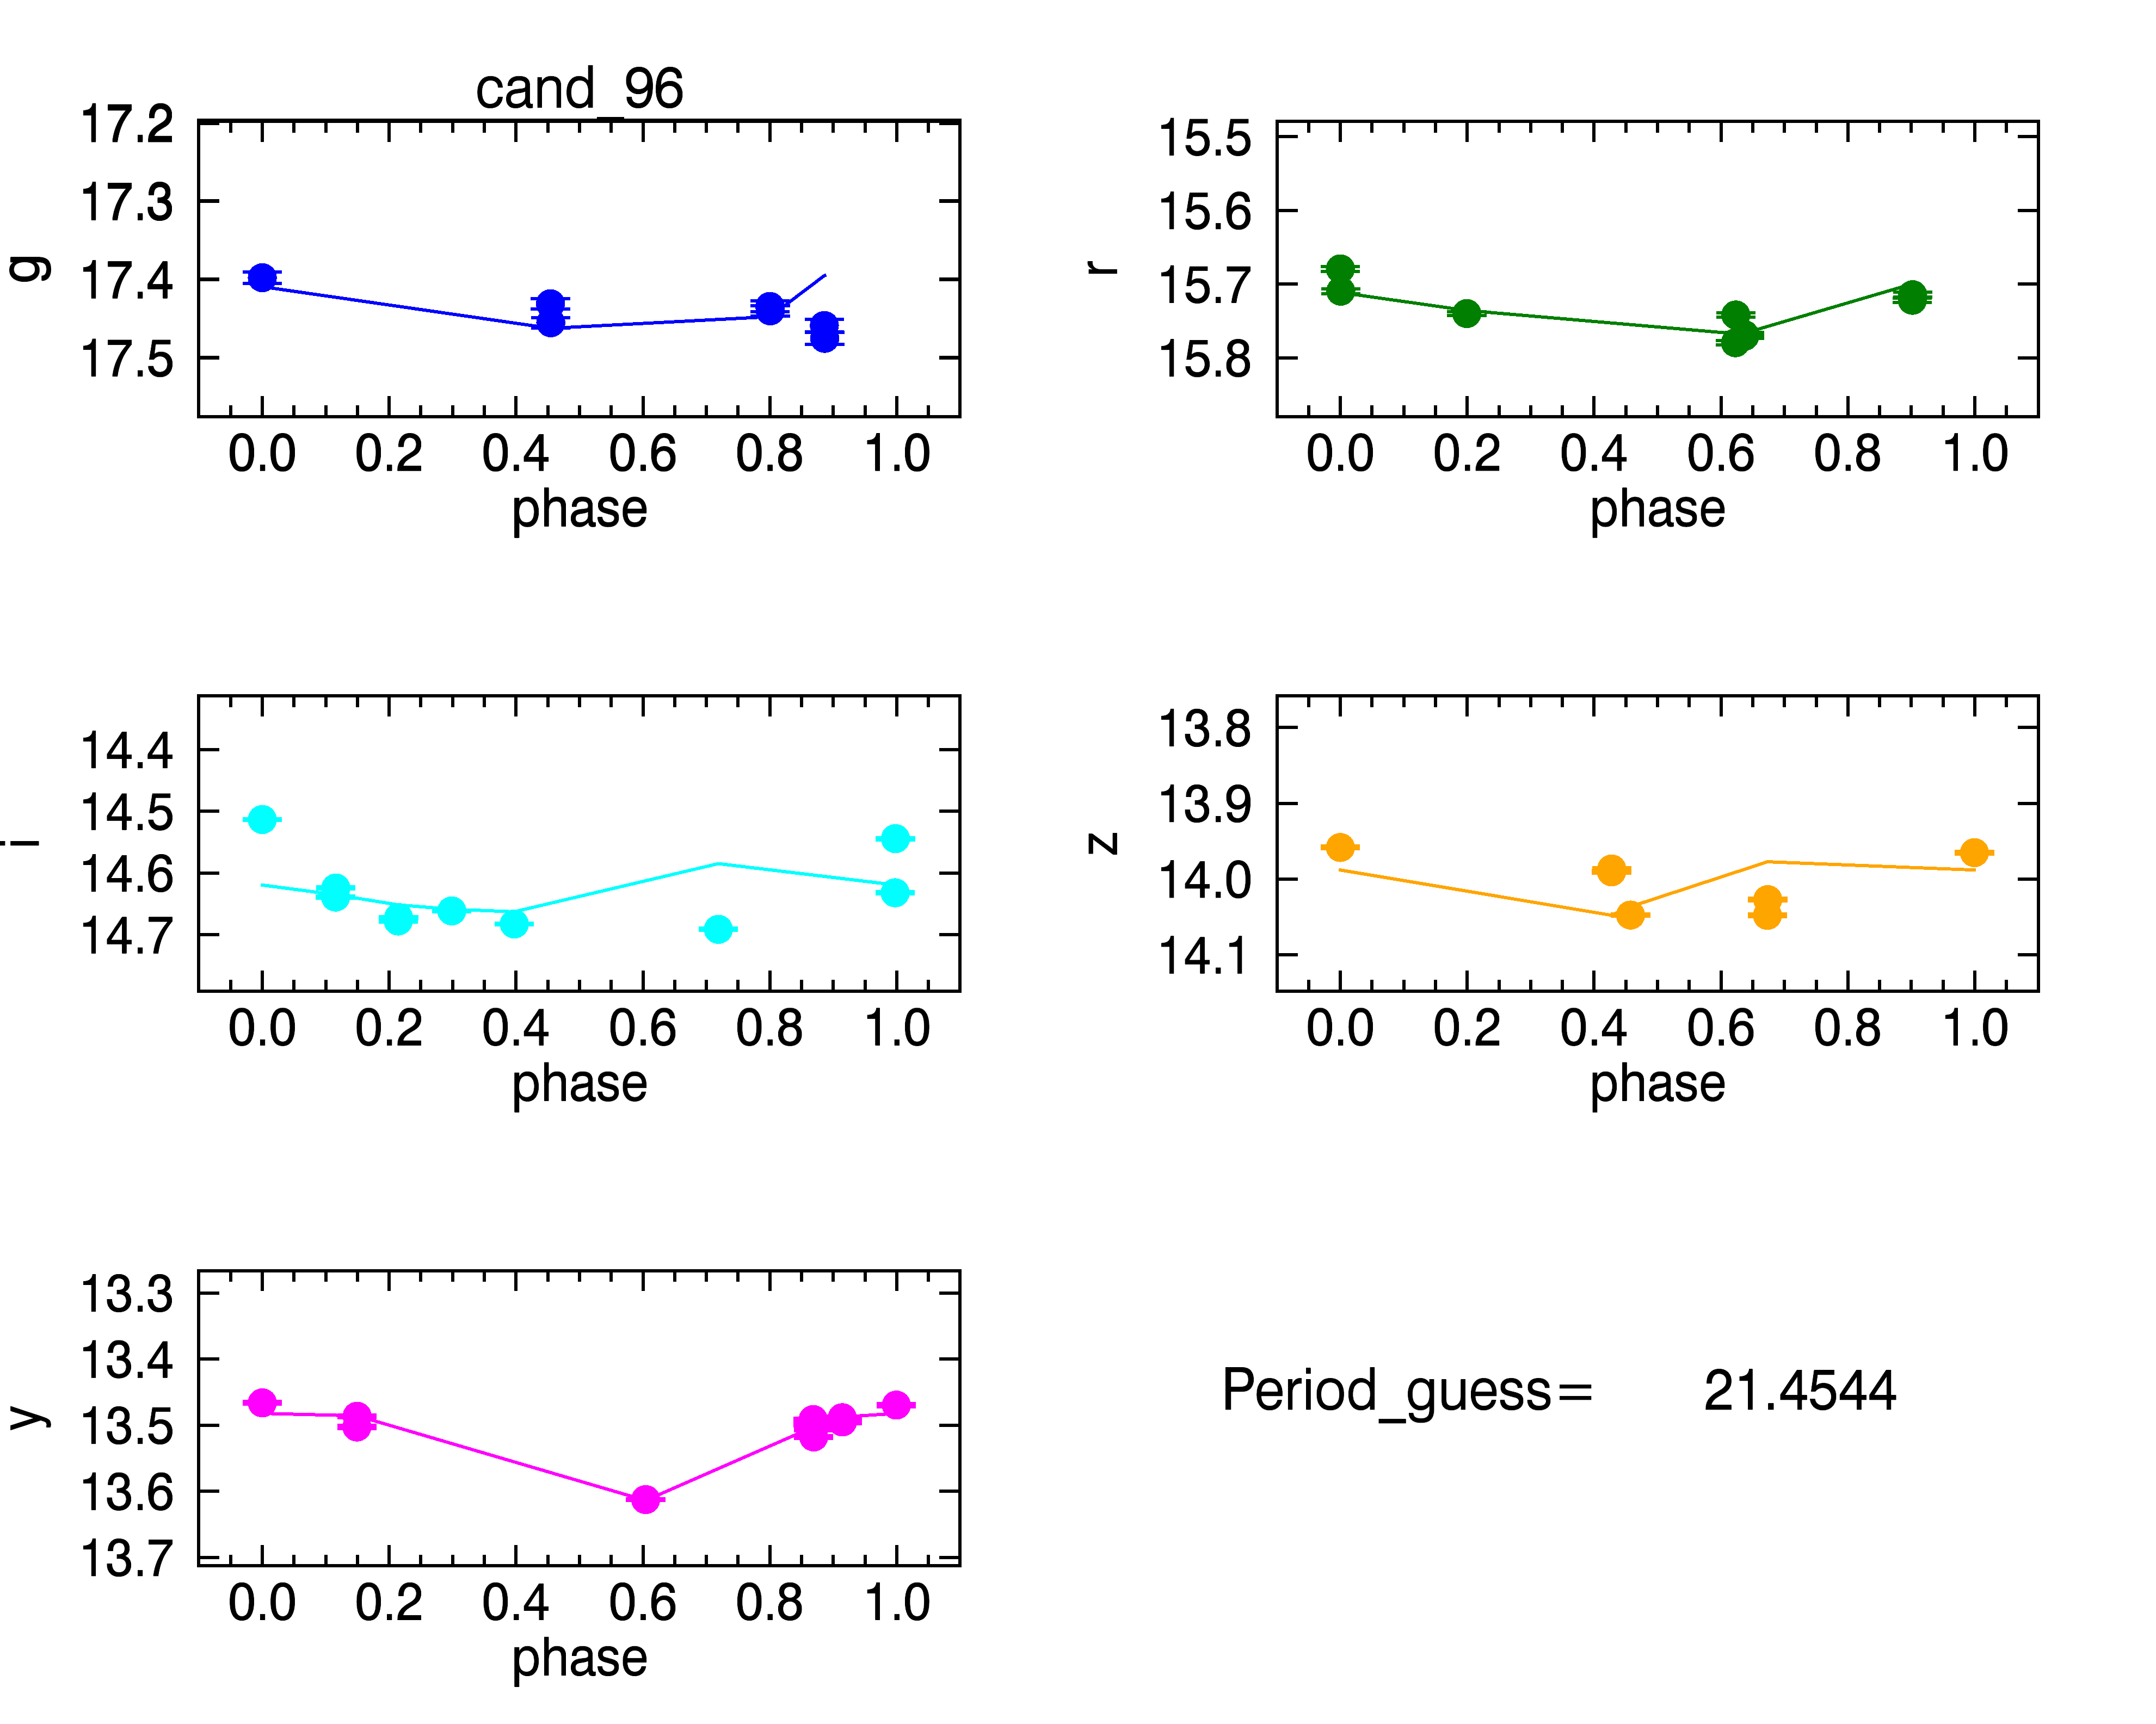 cand_96
17.2
17.3
17.4
17.5
g
0.0 0.2 0.4 0.6 0.8 1.0
phase
15.5
15.6
15.7
15.8
r
0.0 0.2 0.4 0.6 0.8 1.0
phase
14.4
14.5
14.6
14.7
i
0.0 0.2 0.4 0.6 0.8 1.0
phase
13.8
13.9
14.0
14.1
z
0.0 0.2 0.4 0.6 0.8 1.0
phase
13.3
13.4
13.5
13.6
13.7
y
0.0 0.2 0.4 0.6 0.8 1.0
phase
Period_guess= 21.4544